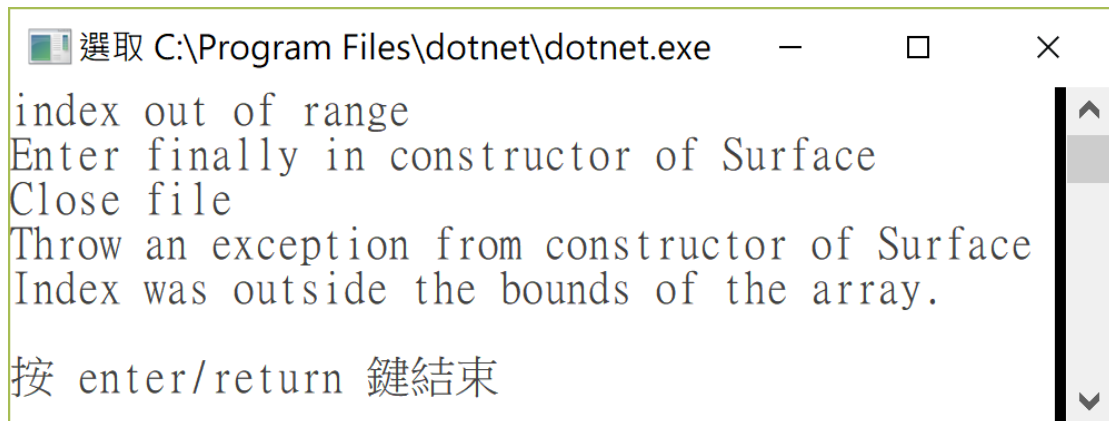 選取 C:\Program Files\dotnet\dotnet.exe
index out of range
Enter finally in constructor of Surface
Close file
Throw an exception from constructor of Surface
Index was outside the bounds of the array.
按 enter/return 鍵結束